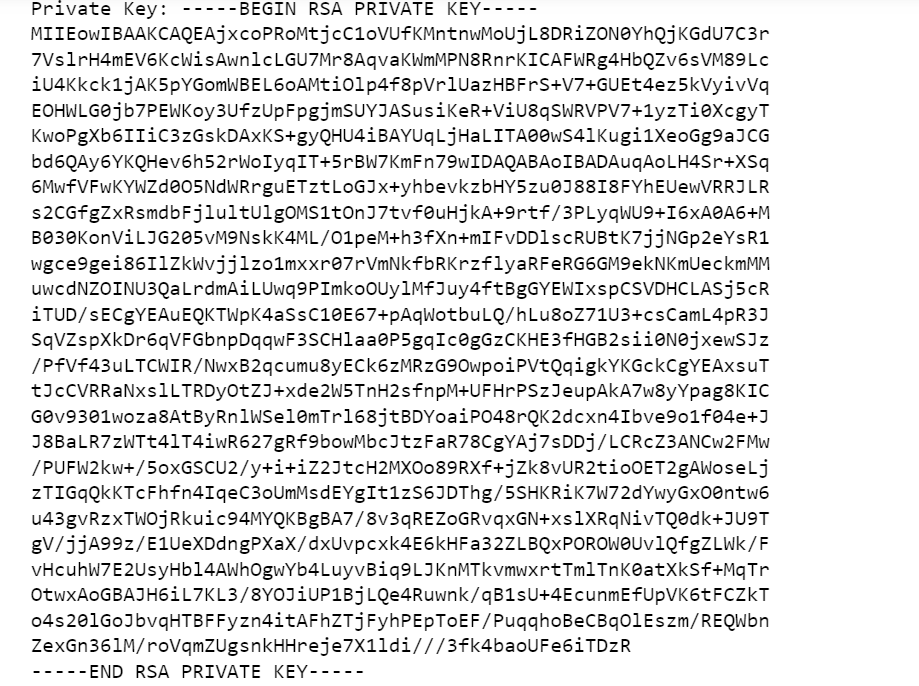 Private Key: -----BEGIN RSA PRIVATE KEY-----
MIIEowIBAAKCAQEAjxcoPRoMtjcC1oVUfKMntnwMoUjL8DRiZON0YhQjKGdU7C3r
7VslrH4mEV6KcWisAwnlcLGU7Mr8AqvaKWmMPN8RnrKICAFWRg4HbQZv6sVM89Lc
iU4Kkck1jAK5pYGomWBEL6oAMtiOlp4f8pVrlUazHBFrS+V7+GUEt4ez5kVyivVq
EOHWLG0jb7PEWKoy3UfzUpFpgjmSUYJASusiKeR+ViU8qSWRVPV7+1yzTi0XcgyT
KwoPgXb6IIiC3zGskDAxKS+gyQHU4iBAYUqLjHaLITA00wS4lKugi1XeoGg9aJCG
bd6QAy6YKQHev6h52rWoIyqIT+5rBW7KmFn79wIDAQABAoIBADAuqAoLH4Sr+XSq
6MwfVFwKYWZd0O5NdWRrguETztLoGJx+yhbevkzbHY5zu0J88I8FYhEUewVRRJLR
s2CGfgZxRsmdbFjlultUlgOMS1tOnJ7tvf0uHjkA+9rtf/3PLyqWU9+I6xA0A6+M
B030KonViLJG205vM9NskK4ML/O1peM+h3fXn+mIFvDDlscRUBtK7jjNGp2eYsR1
wgce9gei86IlZkWvjjlzo1mxxr07rVmNkfbRKrzflyaRFeRG6GM9ekNKmUeckmMM
uwcdNZOINU3QaLrdmAiLUwq9PImkoOUylMfJuy4ftBgGYEWIxspCSVDHCLASj5cR
iTUD/sECgYEAuEQKTWpK4aSsC10E67+pAqWotbuLQ/hLu8oZ71U3+csCamL4pR3J
SqVZspXkDr6qVFGbnpDqqwF3SCHlaa0P5gqIc0gGzCKHE3fHGB2sii0N0jxewSJz
/PfVf43uLTCWIR/NwxB2qcumu8yECk6zMRzG9OwpoiPVtQqigkYKGckCgYEAxsuT
tJcCVRRaNxslLTRDyOtZJ+xde2W5TnH2sfnpM+UFHrPSzJeupAkA7w8yYpag8KIC
G0v9301woza8AtByRnlWSel0mTrl68jtBDYoaiPO48rQK2dcxn4Ibve9o1f04e+J
J8BaLR7zWTt4lT4iwR627gRf9bowMbcJtzFaR78CgYAj7sDDj/LCRcZ3ANCw2FMw
/PUFW2kw+/5oxGSCU2/y+i+iZ2JtcH2MXOo89RXf+jZk8vUR2tioOET2gAWoseLj
zTIGqQkKTcFhfn4IqeC3oUmMsdEYgIt1zS6JDThg/5SHKRiK7W72dYwyGxO0ntw6
u43gvRzxTWOjRkuic94MYQKBgBA7/8v3qREZoGRvqxGN+xslXRqNivTQ0dk+JU9T
gV/jjA99z/E1UeXDdngPXaX/dxUvpcxk4E6kHFa32ZLBQxPOROW0UvlQfgZLWk/F
vHcuhW7E2UsyHbl4AWhOgwYb4LuyvBiq9LJKnMTkvmwxrtTmlTnK0atXkSf+MqTr
OtwxAoGBAJH6iL7KL3/8YOJiUP1BjLQe4Ruwnk/qB1sU+4EcunmEfUpVK6tFCZkT
o4s20lGoJbvqHTBFFyzn4itAFhZTjFyhPEpToEF/PuqqhoBeCBqOlEszm/REQWbn
ZexGn36lM/roVqmZUgsnkHHreje7X1ldi///3fk4baoUFe6iTDzR
-----END RSA PRIVATE KEY-----